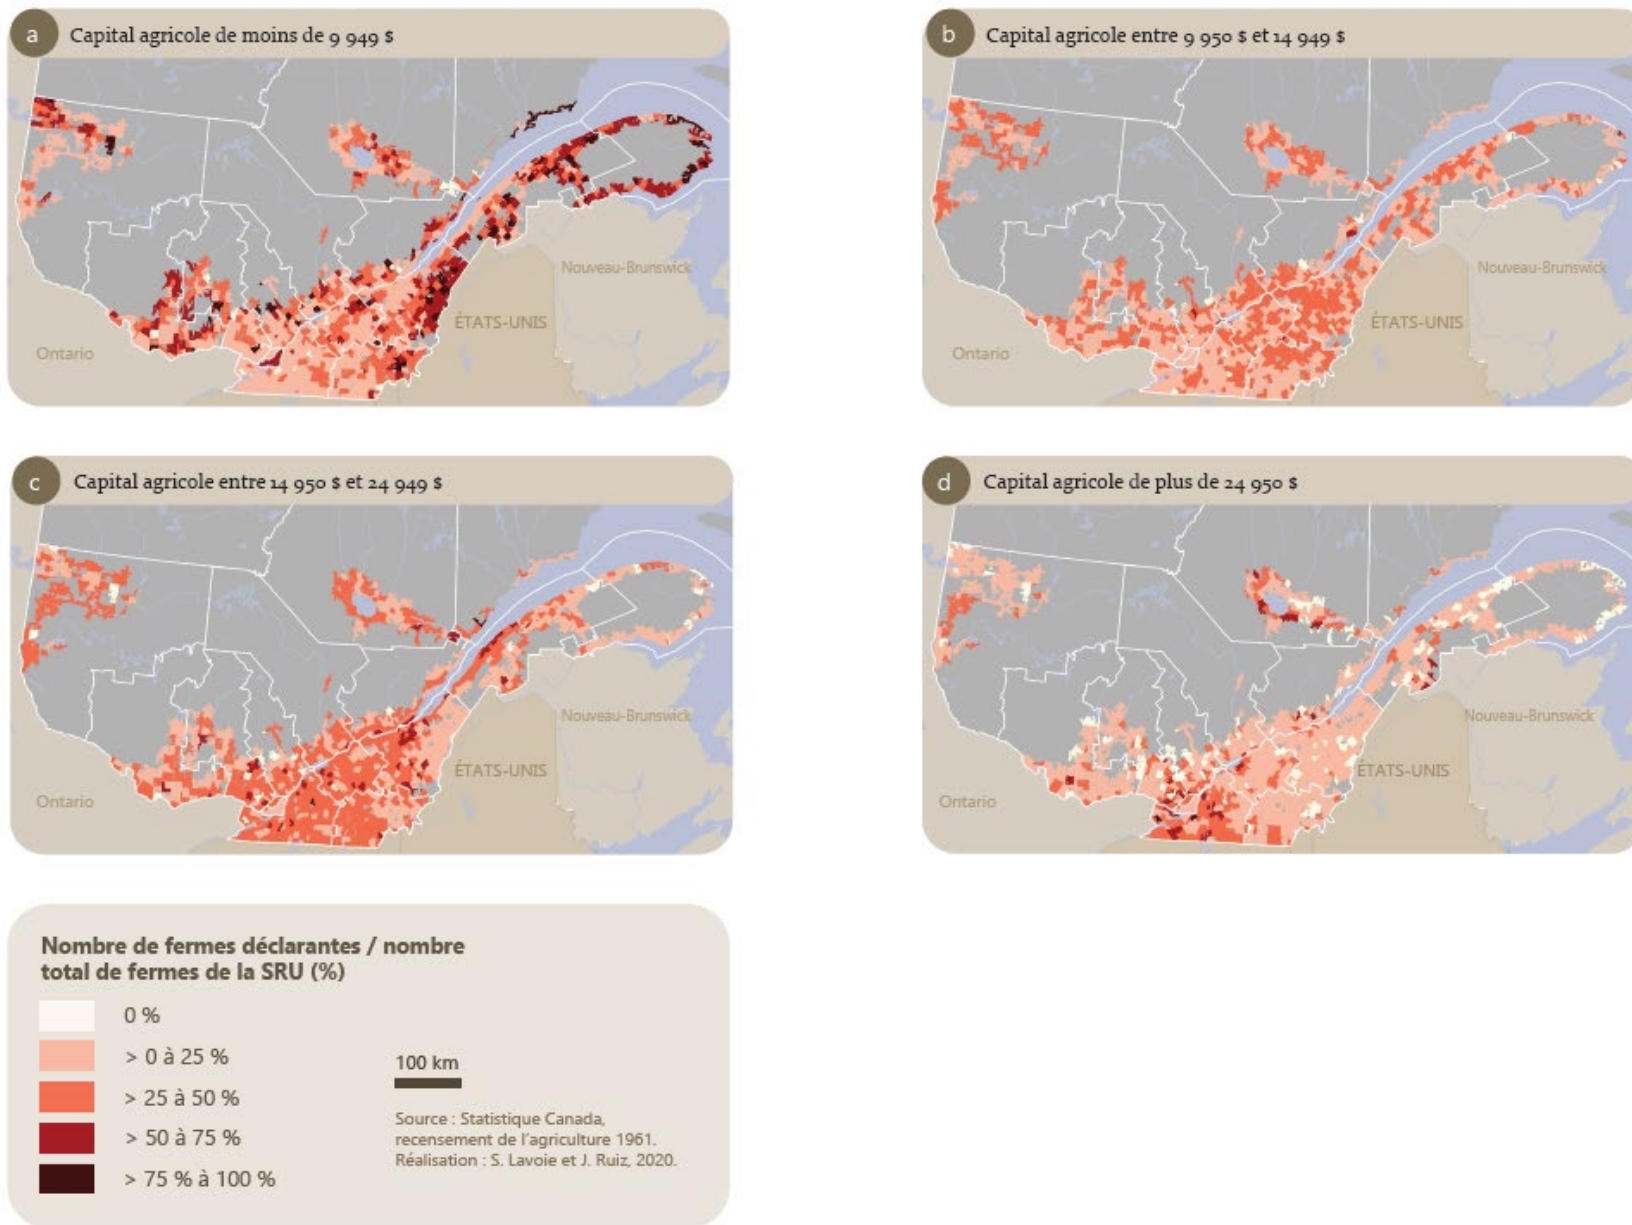 a
Capital agricole de moins de 9 949 $
Nouveau-Brunswick
ÉTATS-UNIS
Ontario
b
Capital agricole entre 9 950 $ et 14 949 $
Nouveau-Brunswick
ÉTATS-UNIS
Ontario
c
Capital agricole entre 14 950 $ et 24 949 $
Nouveau-Brunswick
ÉTATS-UNIS
Ontario
d
Capital agricole de plus de 24 950 $
Nouveau-Brunswick
ÉTATS-UNIS
Ontario
Nombre de fermes déclarantes / nombre
total de fermes de la SRU (%)
0 %
> 0 à 25 %
> 25 à 50 %
> 50 à 75 %
> 75 % à 100 %
100 km
Source : Statistique Canada,
recensement de l'agriculture 1961.
Réalisation : S. Lavoie et J. Ruiz, 2020.